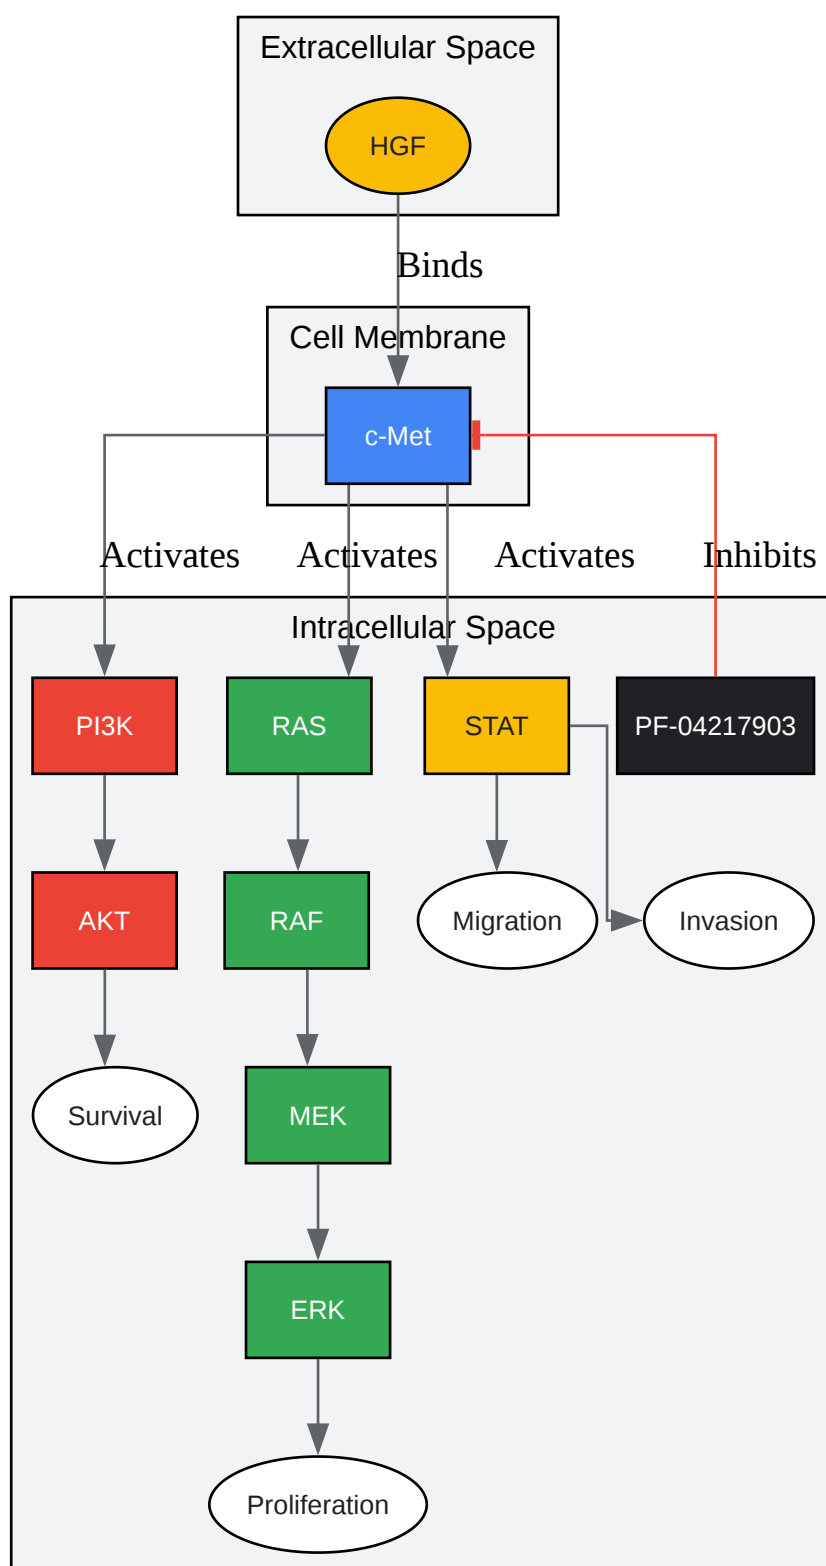 Extracellular Space
HGF
Binds
Cell Membrane
c-Met
Activates
Activates
Activates
Inhibits
Intracellular Space
PI3K
RAS
STAT
PF-04217903
AKT
RAF
Migration
Invasion
Survival
MEK
ERK
Proliferation